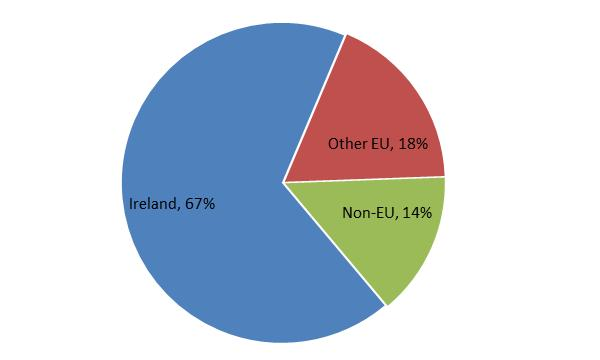 Other EU, 18%
Ireland, 67%
Non-EU, 14%